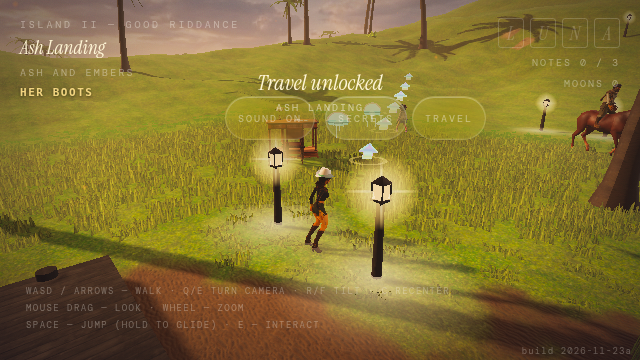 ISLAND II — GOOD RIDDANCE
Ash Landing
ASH AND EMBERS
HER BOOTS
L U N A
NOTES 0 / 3
MOONS 0
Travel unlocked
ASH LANDING
SOUND ON
SECRETS
TRAVEL
WASD / ARROWS — WALK · Q/E TURN CAMERA · R/F TILT RECENTER
MOUSE DRAG — LOOK · WHEEL — ZOOM
SPACE — JUMP (HOLD TO GLIDE) · E — INTERACT
build 2026-11-23a